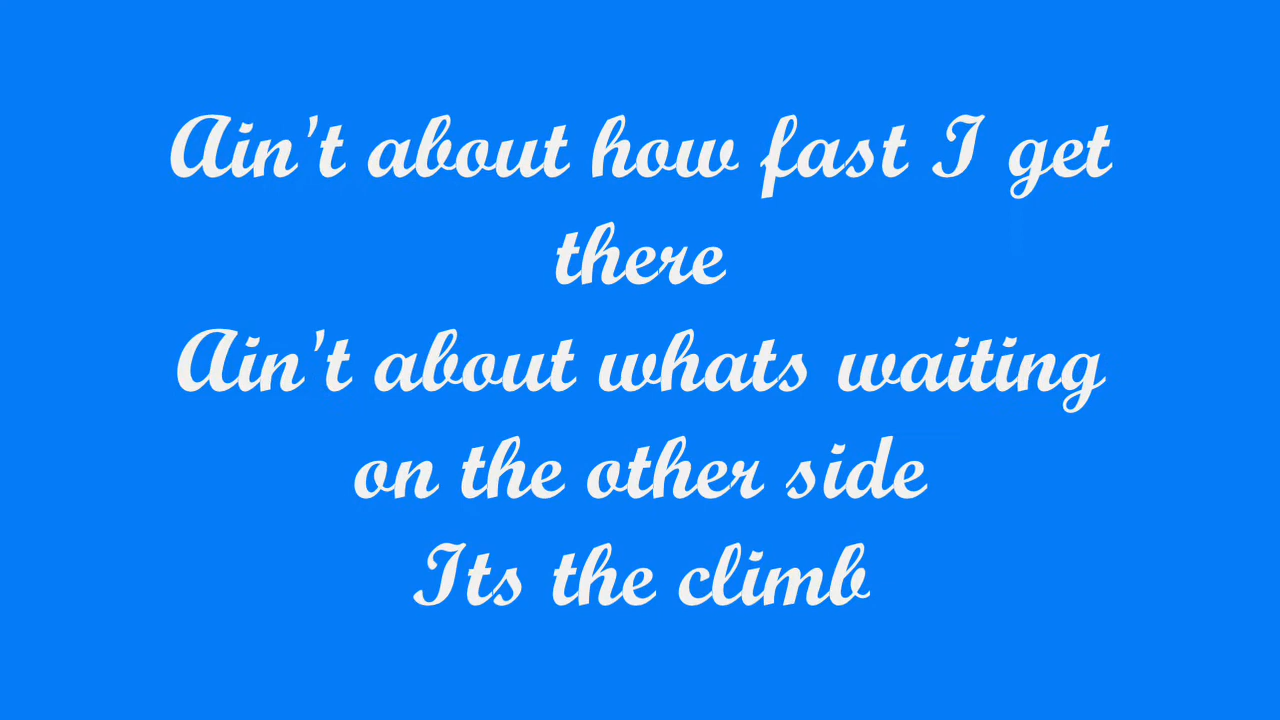 Ain't about how fast I get
there
Ain't about whats waiting
on the other side
Its the climb